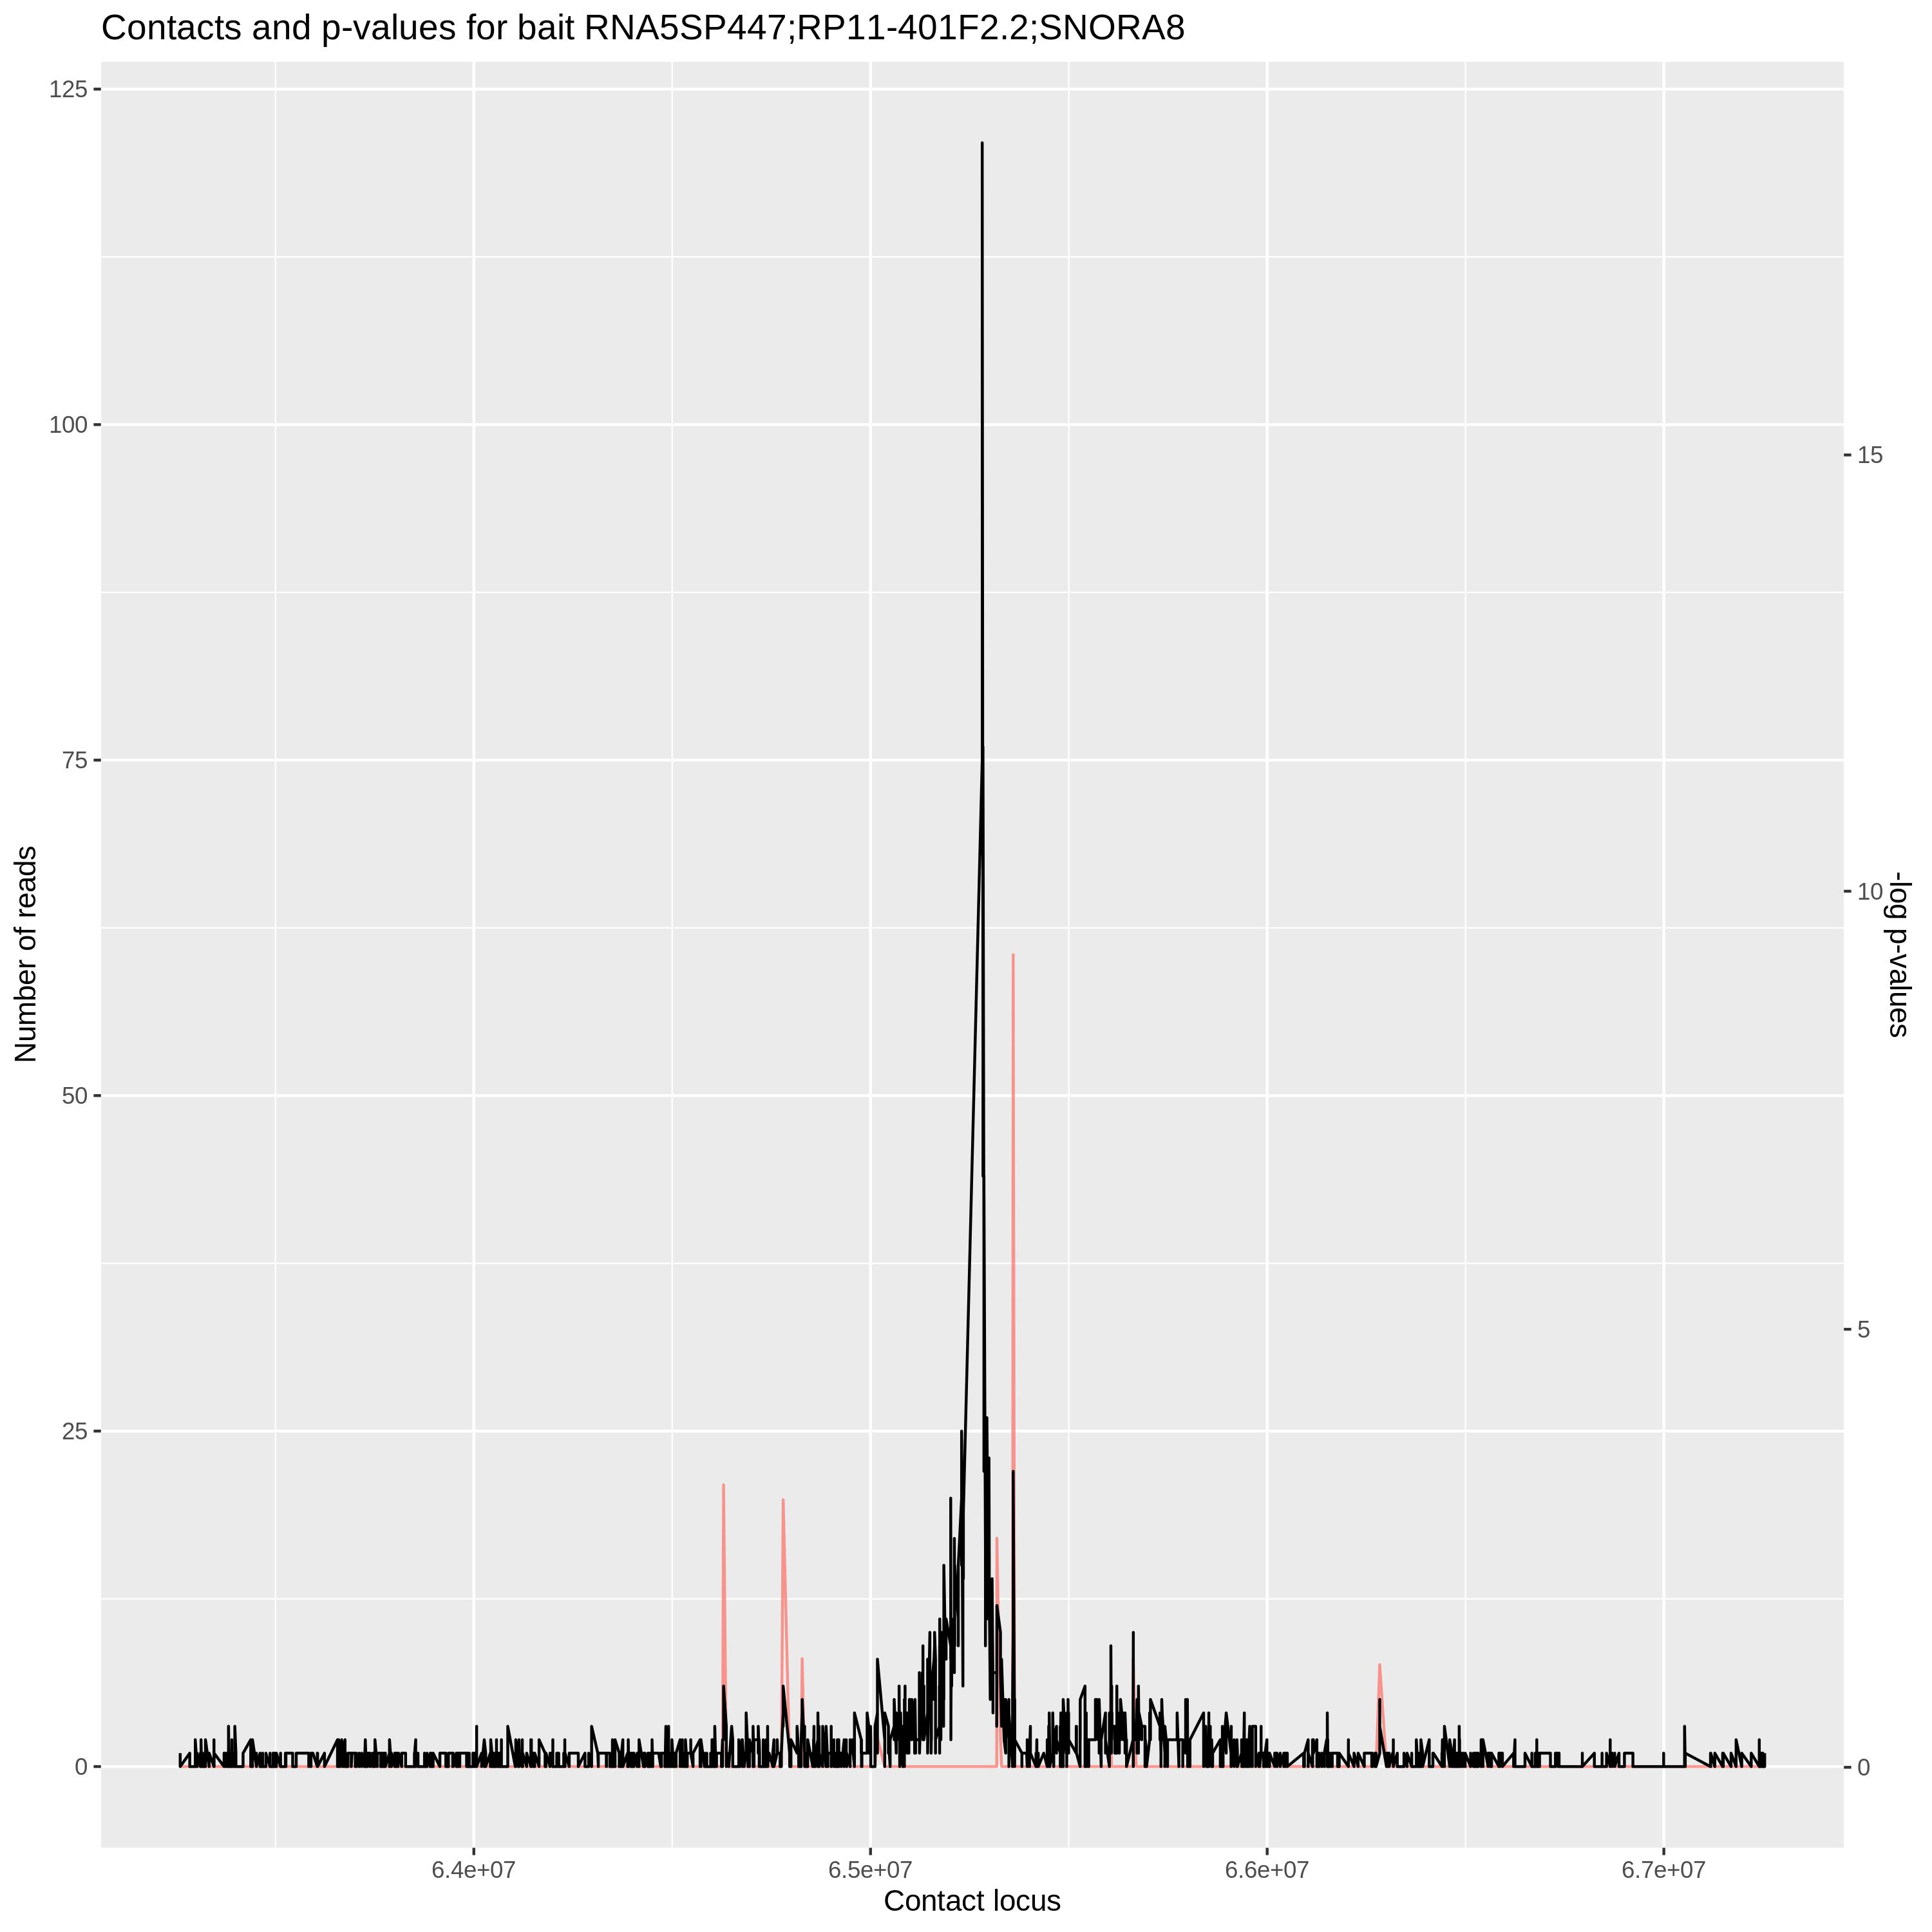 Contacts and p-values for bait RNA5SP447;RP11-401F2.2;SNORA8
125
100
75
50
25
0
Number of reads
15
10
5
0
-log p-values
6.4e+07
6.5e+07
6.6e+07
6.7e+07
Contact locus